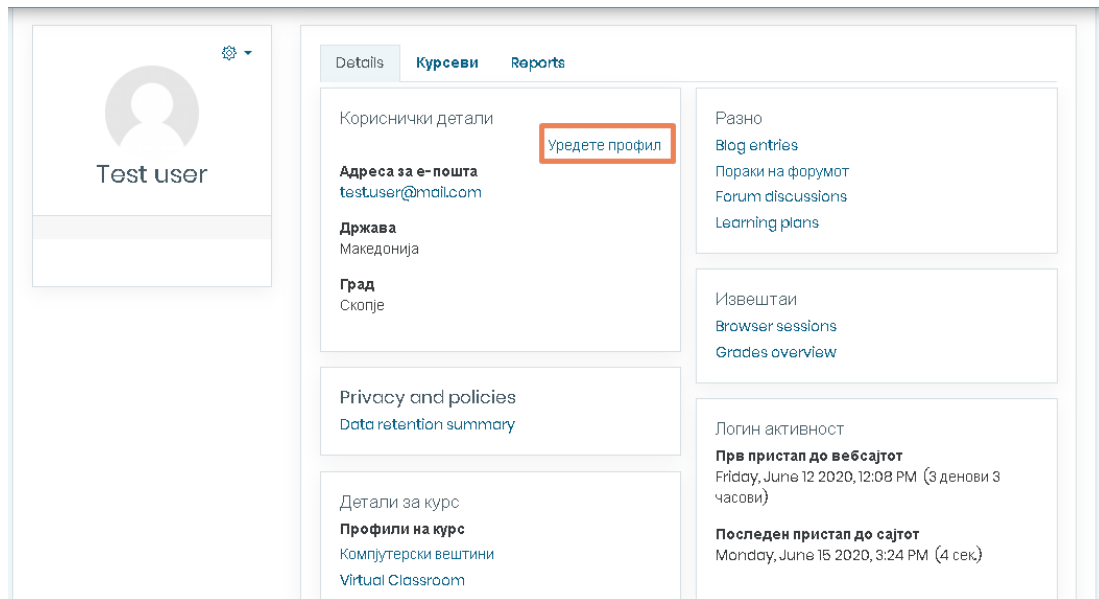 Test user
Details Курсеви Reports
Кориснички детали
Уредете профил
Адреса за е-пошта
test.user@mail.com
Држава
Македонија
Град
Скопје
Privacy and policies
Data retention summary
Детали за курс
Профили на курс
Компјутерски вештини
Virtual Classroom
Разно
Blog entries
Пораки на форумот
Forum discussions
Learning plans
Извештаи
Browser sessions
Grades overview
Логин активност
Прв пристап до вебсајтот
Friday, June 12 2020, 12:08 PM (3 денови 3
часови)
Последен пристап до сајтот
Monday, June 15 2020, 3:24 PM (4 сек.)